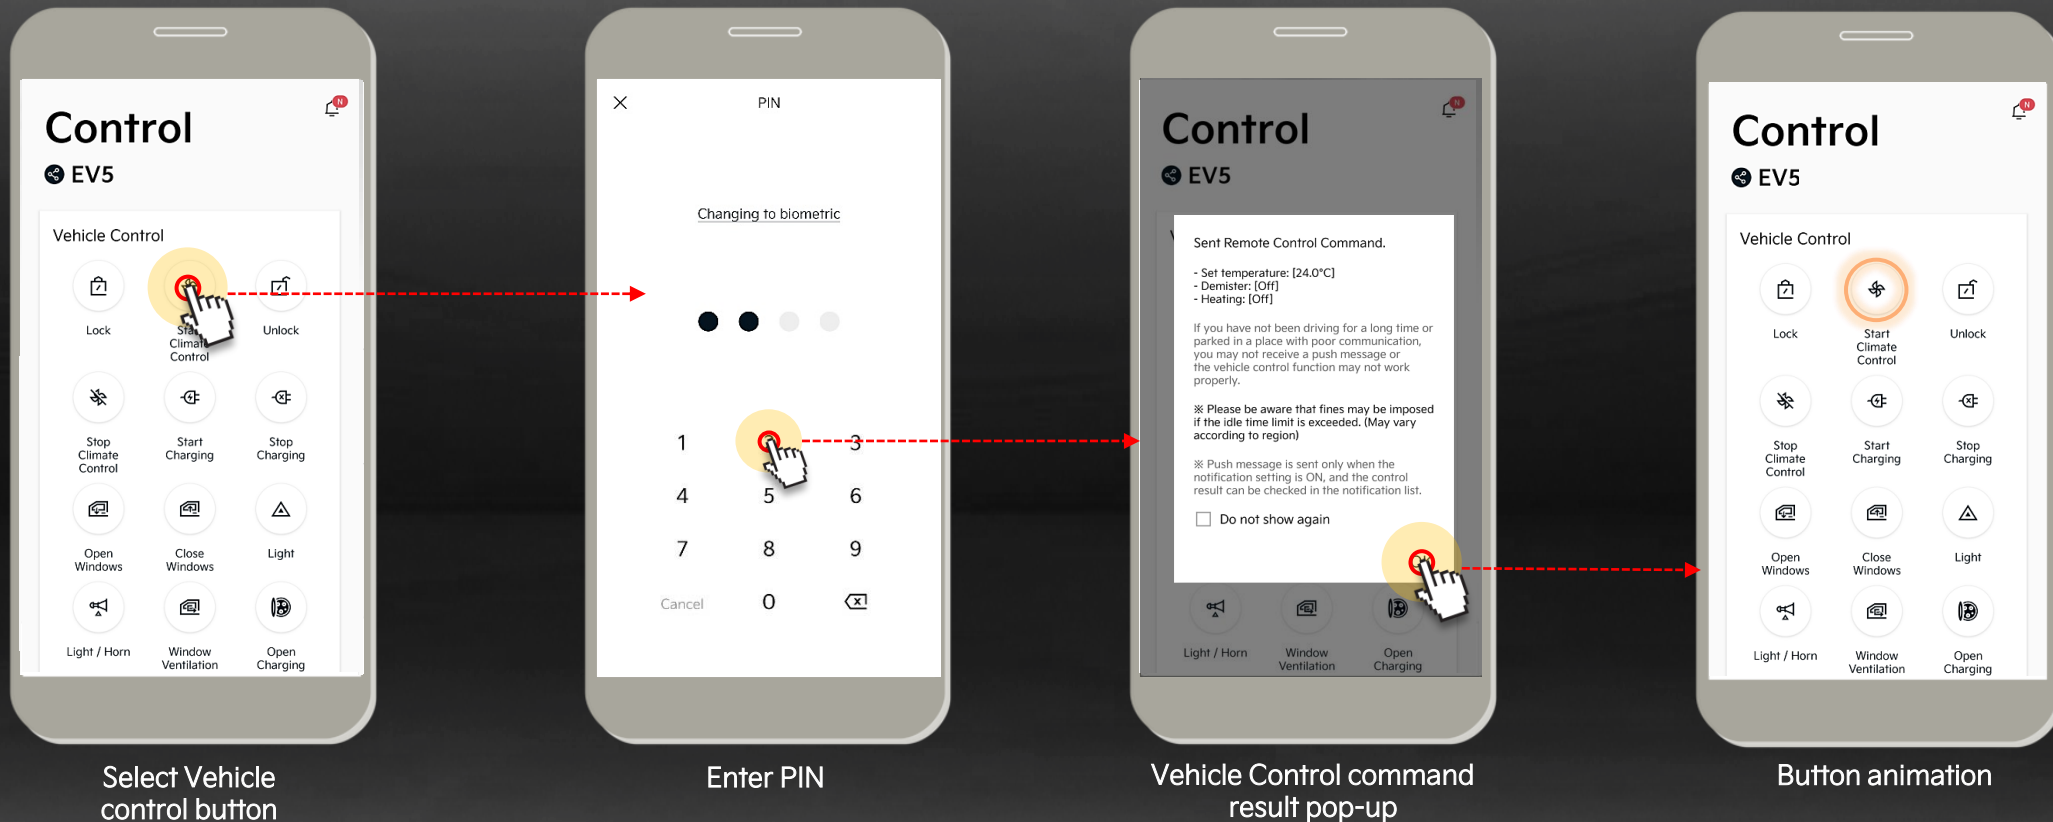 Control
N
EV5
Vehicle Control
Lock
Start
Climate
Control
Unlock
Stop
Climate
Control
Start
Charging
Stop
Charging
Open
Windows
Close
Windows
Light
Light / Horn
Window
Ventilation
Open
Charging
Select Vehicle
control button
PIN
Changing to biometric
1
3
4
5
6
7
8
9
Cancel
0
Enter PIN
Control
N
EV5
Sent Remote Control Command.
- Set temperature: [24.0°C]
- Demister: [Off]
- Heating: [Off]
If you have not been driving for a long time or
parked in a place with poor communication,
you may not receive a push message or
the vehicle control function may not work
properly.
※ Please be aware that fines may be imposed
if the idle time limit is exceeded. (May vary
according to region)
※ Push message is sent only when the
notification setting is ON, and the control
result can be checked in the notification list.
Do not show again
Light / Horn
Window
Ventilation
Open
Charging
Vehicle Control command
result pop-up
Control
N
EV5
Vehicle Control
Lock
Start
Climate
Control
Unlock
Stop
Climate
Control
Start
Charging
Stop
Charging
Open
Windows
Close
Windows
Light
Light / Horn
Window
Ventilation
Open
Charging
Button animation